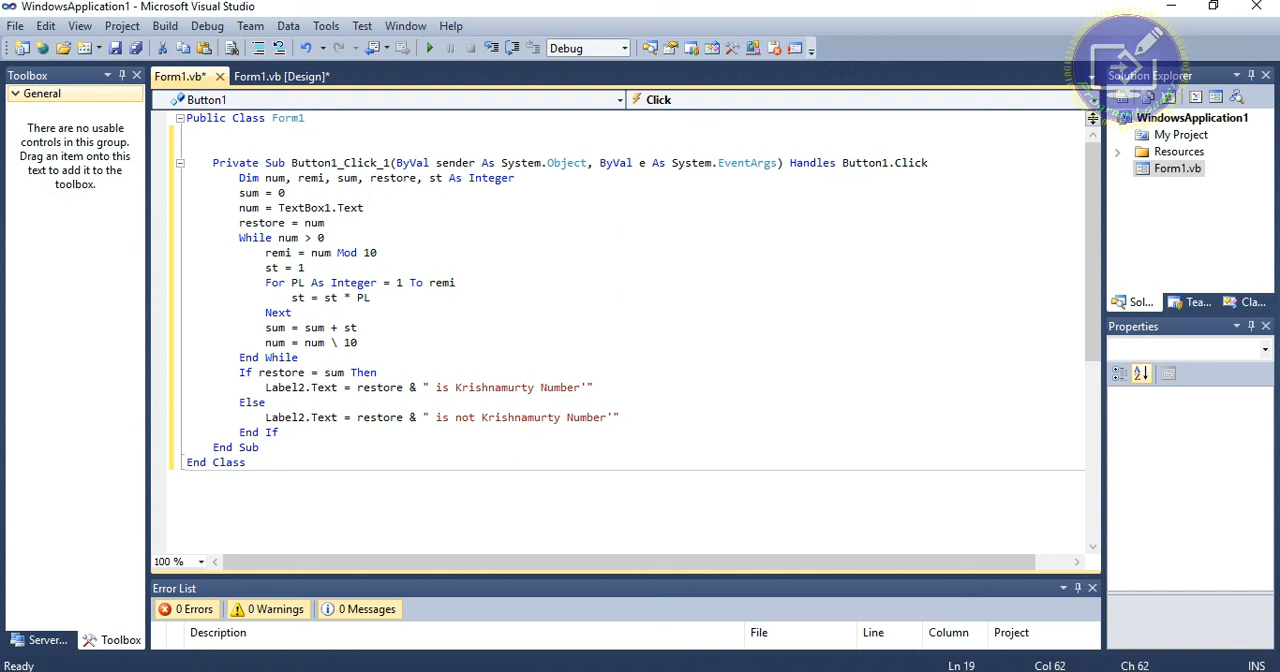 WindowsApplication1 - Microsoft Visual Studio
File Edit View Project Build Debug Team Data Tools Test Window Help
Debug
Toolbox
General
There are no usable
controls in this group.
Drag an item onto this
text to add it to the
toolbox.
Form1.vb* Form1.vb [Design]*
Button1 Click
Public Class Form1
Private Sub Button1_Click_1(ByVal sender As System.Object, ByVal e As System.EventArgs) Handles Button1.Click
Dim num, remi, sum, restore, st As Integer
sum = 0
num = TextBox1.Text
restore = num
While num > 0
remi = num Mod 10
st = 1
For PL As Integer = 1 To remi
st = st * PL
Next
sum = sum + st
num = num \ 10
End While
If restore = sum Then
Label2.Text = restore & " is Krishnamurty Number'"
Else
Label2.Text = restore & " is not Krishnamurty Number'"
End If
End Sub
End Class
100 %
Error List
0 Errors 0 Warnings 0 Messages
Description File Line Column Project
Server... Toolbox
Solution Explorer
WindowsApplication1
My Project
Resources
Form1.vb
Sol... Tea... Cla...
Properties
Ready Ln 19 Col 62 Ch 62 INS